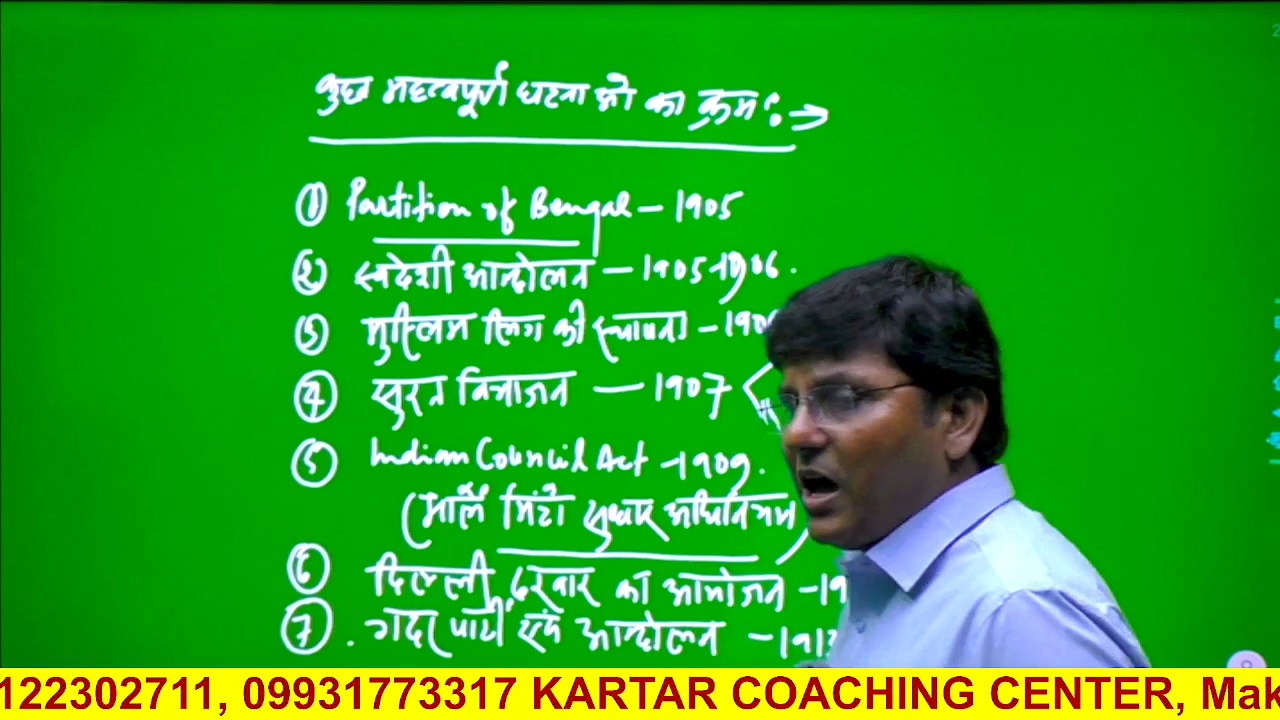 कुछ महत्वपूर्ण घटनाओ का क्रम :→
① Partition of Bengal – 1905
② स्वदेशी आन्दोलन – 1905-1906.
③ मुस्लिम लिग की स्थापना – 1906
④ सुरत विभाजन – 1907
⑤ Indian Council Act – 1909.
(मार्ले मिंटो सुधार अधिनियम)
⑥ दिल्ली दरबार का आयोजन – 19
⑦ . गदर पार्टी एवं आन्दोलन – 1913
122302711, 09931773317 KARTAR COACHING CENTER, Mak